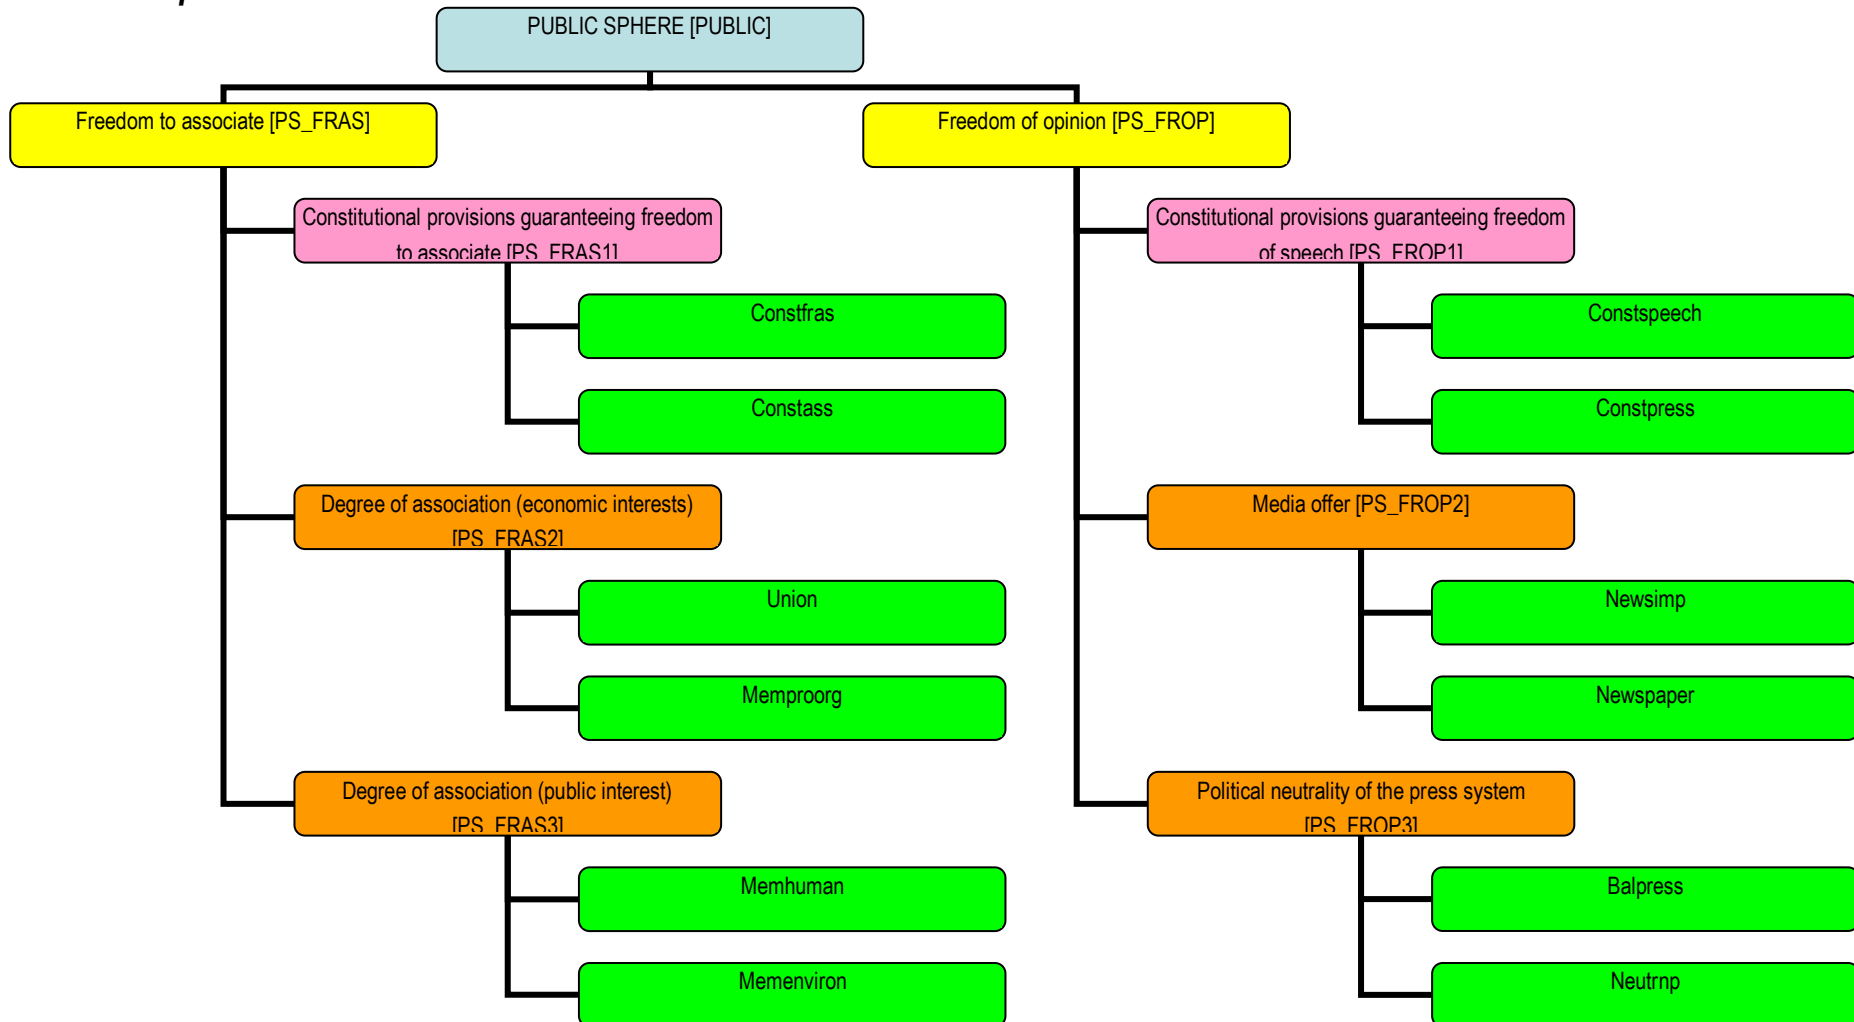 PUBLIC SPHERE [PUBLIC]
Freedom to associate [PS_FRAS]
Constitutional provisions guaranteeing freedom
to associate [PS_FRAS1]
Constfras
Constass
Degree of association (economic interests)
[PS_FRAS2]
Union
Memproorg
Degree of association (public interest)
[PS_FRAS3]
Memhuman
Memenviron
Freedom of opinion [PS_FROP]
Constitutional provisions guaranteeing freedom
of speech [PS_FROP1]
Constspeech
Constpress
Media offer [PS_FROP2]
Newsimp
Newspaper
Political neutrality of the press system
[PS_FROP3]
Balpress
Neutrnp